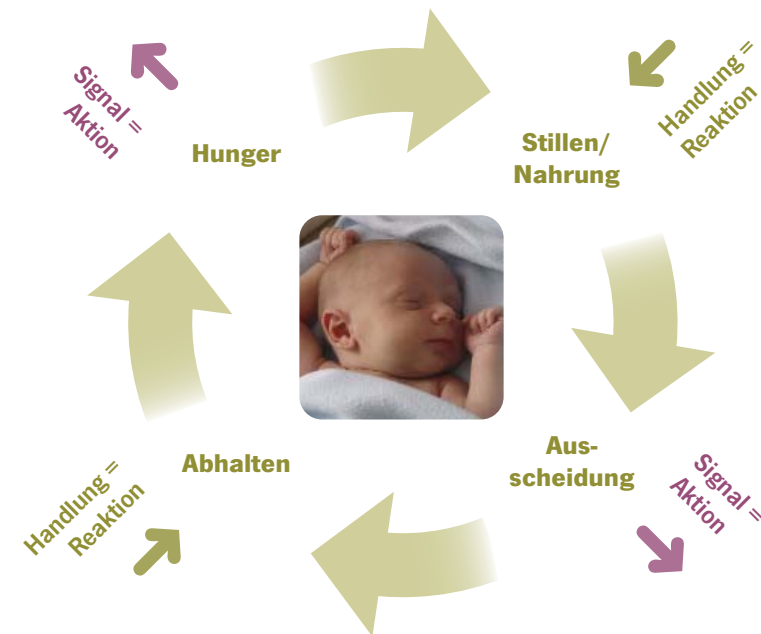 Signal =
Aktion
Hunger
Stillen/
Nahrung
Handlung =
Reaktion
Abhalten
Handlung =
Reaktion
Aus-
scheidung
Signal =
Aktion